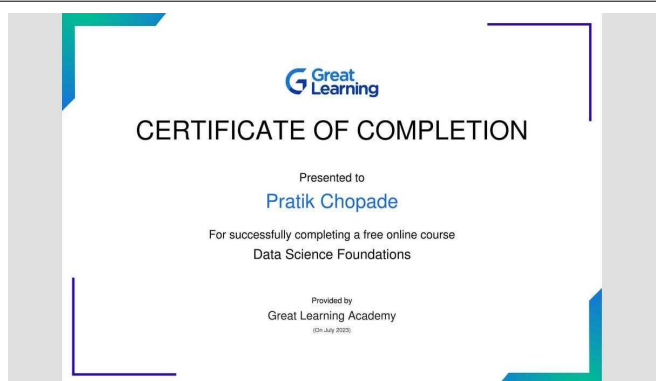 Great
Learning
CERTIFICATE OF COMPLETION
Presented to
Pratik Chopade
For successfully completing a free online course
Data Science Foundations
Provided by
Great Learning Academy
(On July 2023)